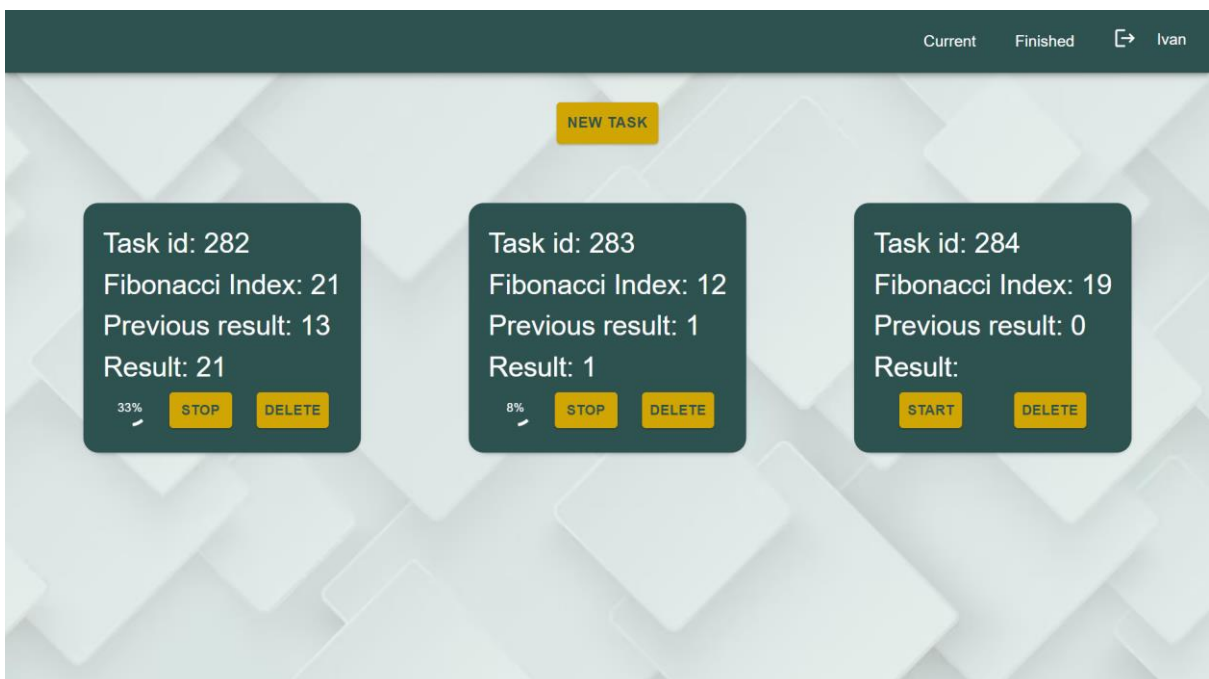 Current Finished Ivan
NEW TASK
Task id: 282
Fibonacci Index: 21
Previous result: 13
Result: 21
33% STOP DELETE
Task id: 283
Fibonacci Index: 12
Previous result: 1
Result: 1
8% STOP DELETE
Task id: 284
Fibonacci Index: 19
Previous result: 0
Result:
START DELETE